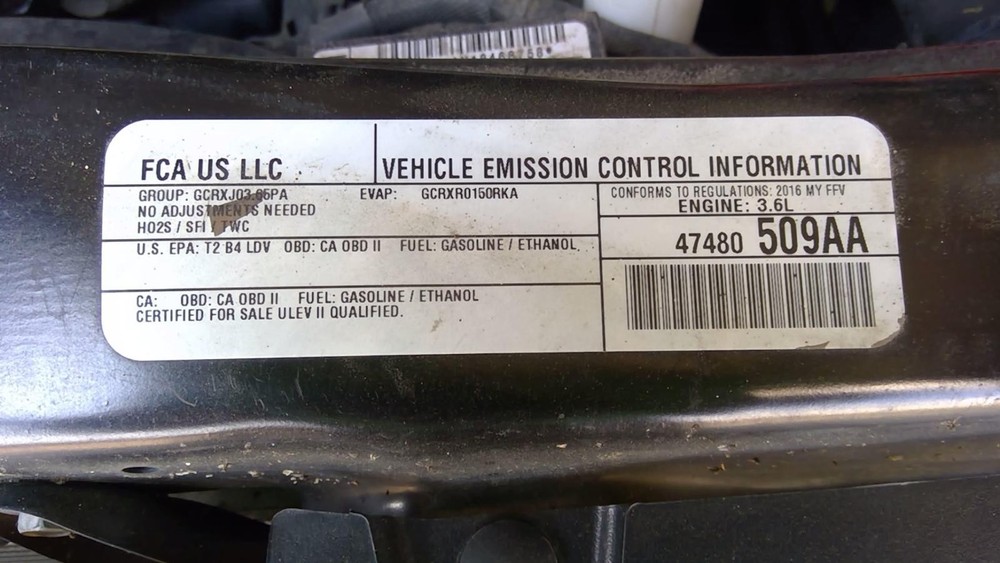 FCA US LLC
VEHICLE EMISSION CONTROL INFORMATION
GROUP: GCRXJ03.65PA EVAP: GCRXR0150RKA
NO ADJUSTMENTS NEEDED
HO2S / SFI / TWC
CONFORMS TO REGULATIONS: 2016 MY FFV
ENGINE: 3.6L
U.S. EPA: T2 B4 LDV OBD: CA OBD II FUEL: GASOLINE / ETHANOL.
47480 509AA
CA: OBD: CA OBD II FUEL: GASOLINE / ETHANOL
CERTIFIED FOR SALE ULEV II QUALIFIED.